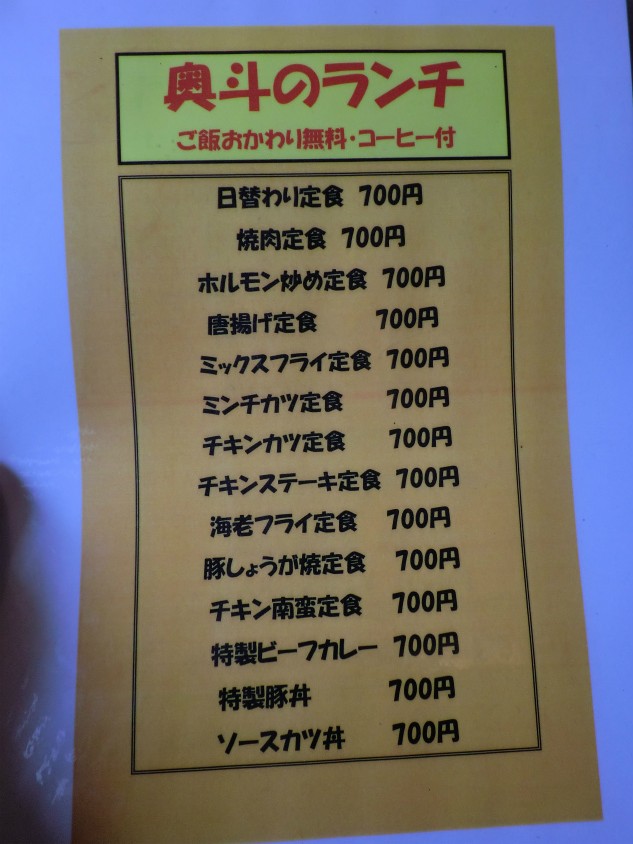 奥斗のランチ
ご飯おかわり無料・コーヒー付
日替わり定食 700円
焼肉定食 700円
ホルモン炒め定食 700円
唐揚げ定食 700円
ミックスフライ定食 700円
ミンチカツ定食 700円
チキンカツ定食 700円
チキンステーキ定食 700円
海老フライ定食 700円
豚しょうが焼定食 700円
チキン南蛮定食 700円
特製ビーフカレー 700円
特製豚丼 700円
ソースカツ丼 700円